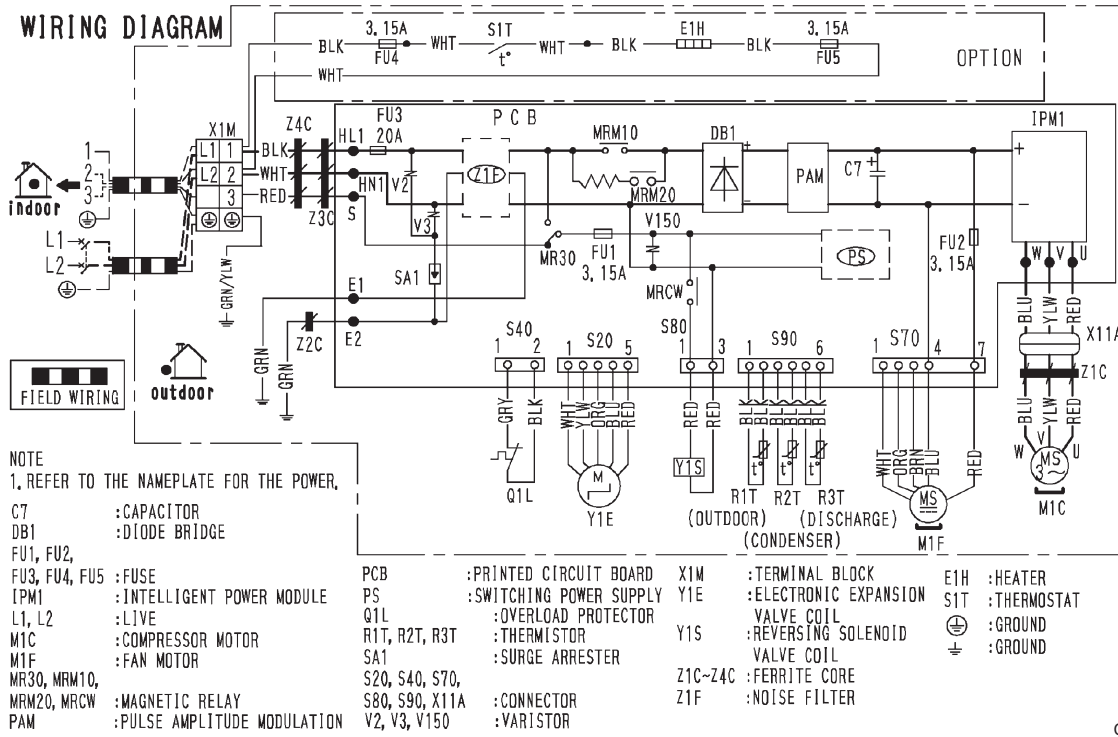 WIRING DIAGRAM
3.15A S1T E1H 3.15A
BLK FU4 WHT t° WHT BLK BLK FU5
WHT
OPTION
PCB
X1M Z4C HL1 FU3 MRM10 DB1 IPM1
20A
1 L1 1 BLK + C7 + +
2 L2 2 WHT HN1 V2 Z1F MRM20 PAM
3 3 RED Z3C S - -
indoor
V3 V150 FU2 W V U
L1 MR30 FU1 PS 3.15A
L2 3.15A
GRN/YLW SA1 MRCW
E1 BLU YLW RED
Z2C E2 S40 S20 S80 S90 S70 X11A
1 2 1 5 1 3 1 6 1 4 7
GRN GRN Z1C
FIELD WIRING
outdoor
GRY BLK WHT YLW ORG BLU RED RED RED BLK BLK BLK BLK BLK BLK WHT ORG BRN BLU RED BLU YLW RED
W V U
Y1S t° t° t° MS 3
Q1L M R1T R2T R3T MS M1C
Y1E (OUTDOOR) (DISCHARGE)
(CONDENSER) M1F
NOTE
1. REFER TO THE NAMEPLATE FOR THE POWER.
C7 :CAPACITOR
DB1 :DIODE BRIDGE
FU1, FU2,
FU3, FU4, FU5 :FUSE
IPM1 :INTELLIGENT POWER MODULE
L1, L2 :LIVE
M1C :COMPRESSOR MOTOR
M1F :FAN MOTOR
MR30, MRM10,
MRM20, MRCW :MAGNETIC RELAY
PAM :PULSE AMPLITUDE MODULATION
PCB :PRINTED CIRCUIT BOARD
PS :SWITCHING POWER SUPPLY
Q1L :OVERLOAD PROTECTOR
R1T, R2T, R3T :THERMISTOR
SA1 :SURGE ARRESTER
S20, S40, S70,
S80, S90, X11A :CONNECTOR
V2, V3, V150 :VARISTOR
X1M :TERMINAL BLOCK
Y1E :ELECTRONIC EXPANSION
VALVE COIL
Y1S :REVERSING SOLENOID
VALVE COIL
Z1C~Z4C :FERRITE CORE
Z1F :NOISE FILTER
E1H :HEATER
S1T :THERMOSTAT
:GROUND
:GROUND